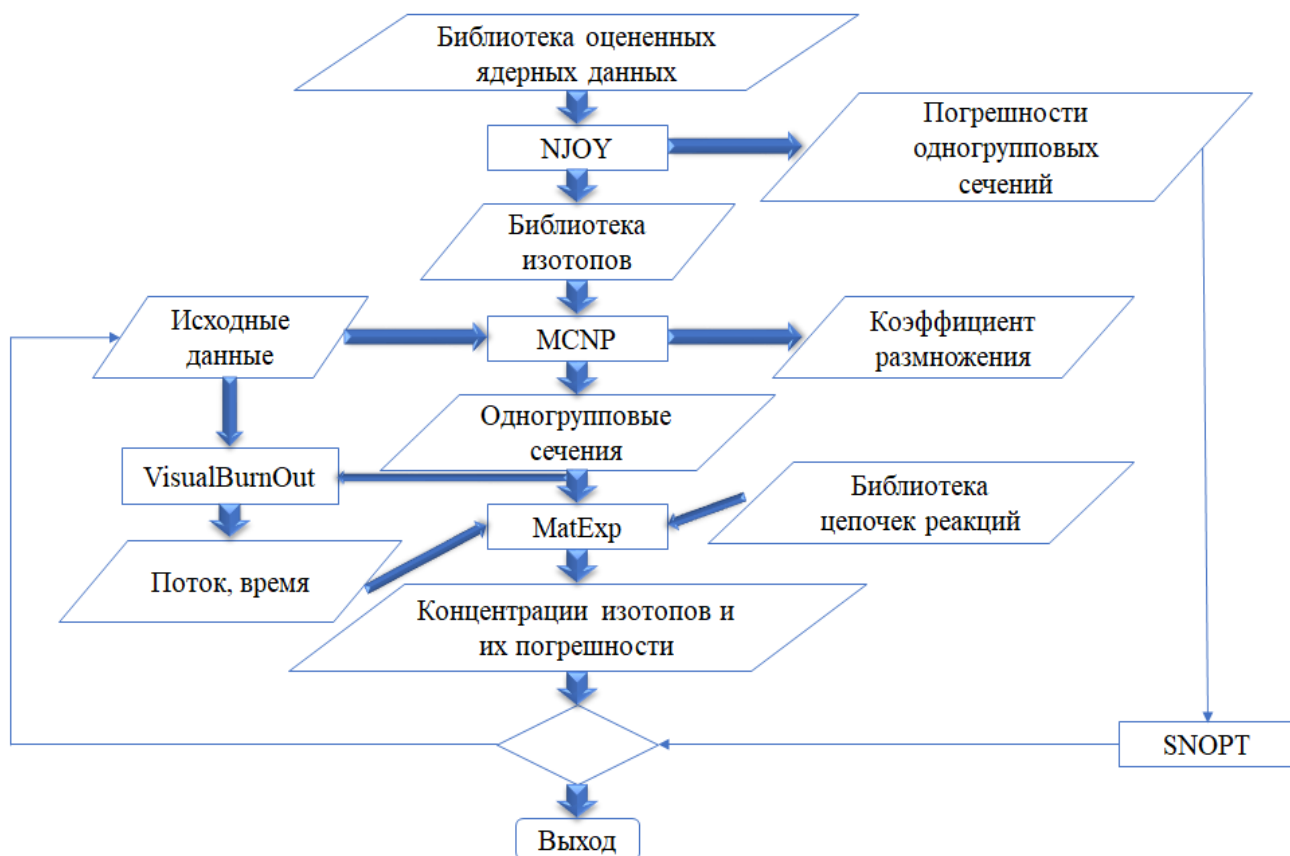 Библиотека оцененных
ядерных данных
NJOY
Погрешности
одногрупповых
сечений
Библиотека
изотопов
Исходные
данные
MCNP
Коэффициент
размножения
Одногрупповые
сечения
VisualBurnOut
MatExp
Библиотека
цепочек реакций
Поток, время
Концентрации изотопов и
их погрешности
SNOPT
Выход